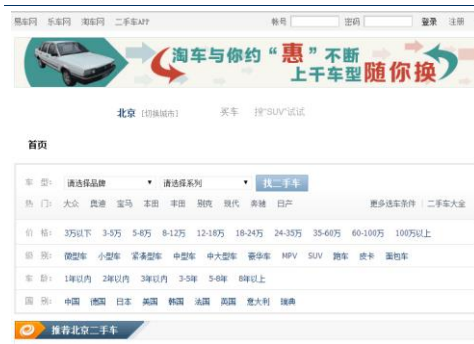 易车网 乐车网 淘车网 二手车APP 帐号 密码 登录 注册
淘车与你约“惠”不断
上千车型随你换
北京 [切换城市] 买车 搜"SUV"试试
首页
车 型: 请选择品牌 请选择系列 找二手车
热 门: 大众 奥迪 宝马 本田 丰田 别克 现代 奔驰 日产 更多选车条件 | 二手车大全
价 格: 3万以下 3-5万 5-8万 8-12万 12-18万 18-24万 24-35万 35-60万 60-100万 100万以上
级 别: 微型车 小型车 紧凑型车 中型车 中大型车 豪华车 MPV SUV 跑车 皮卡 面包车
车 龄: 1年以内 2年以内 3年以内 3-5年 5-8年 8年以上
国 别: 中国 德国 日本 美国 韩国 法国 英国 意大利 瑞典
推荐北京二手车